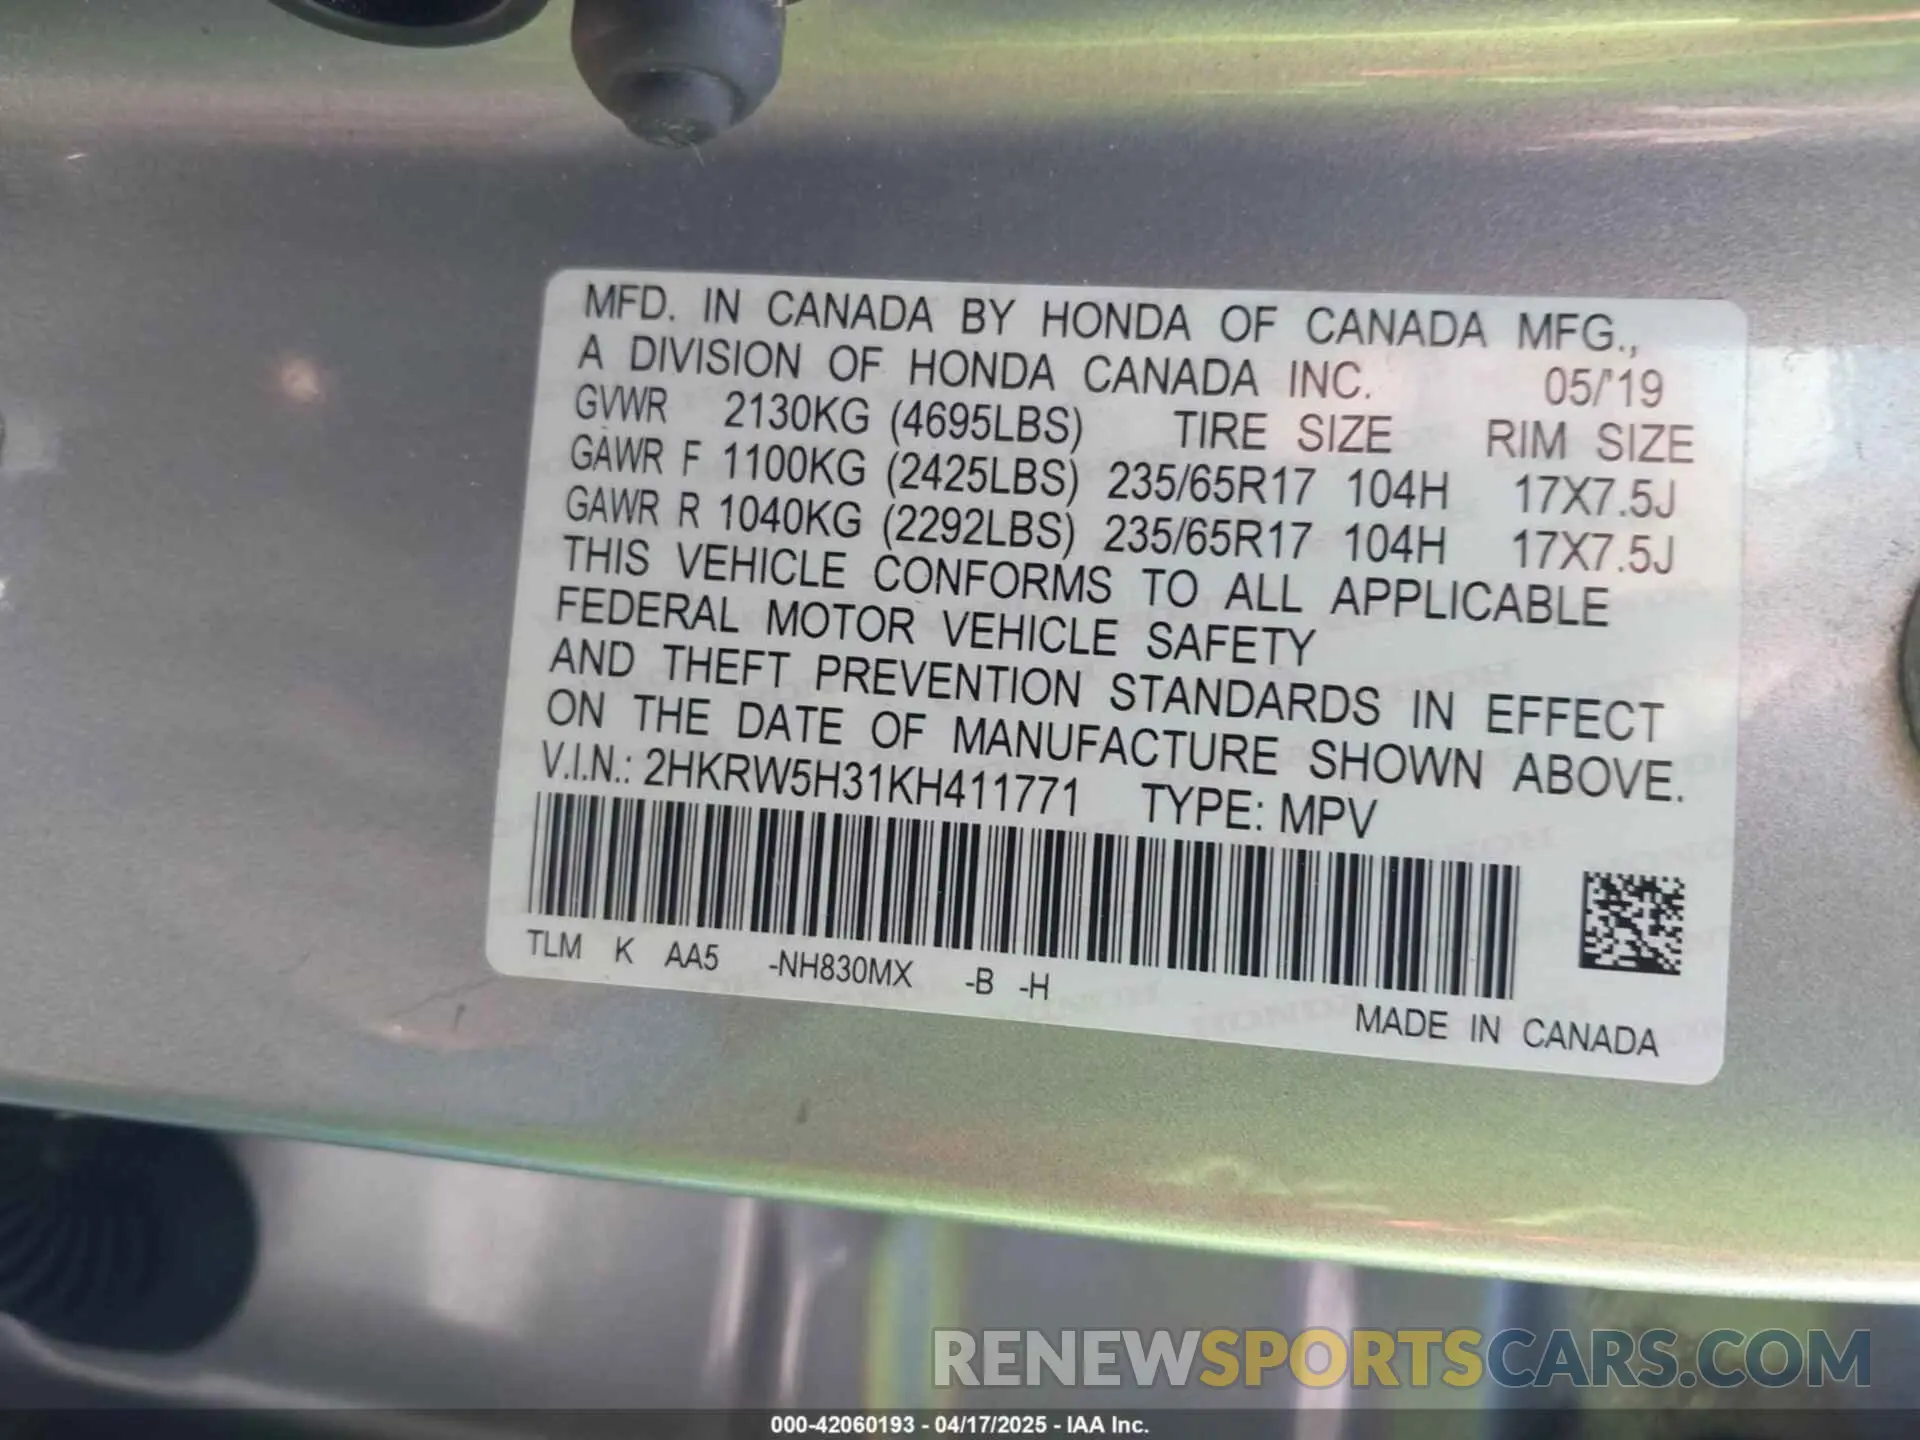 MFD. IN CANADA BY HONDA OF CANADA MFG.,
A DIVISION OF HONDA CANADA INC. 05/'19
GVWR 2130KG (4695LBS) TIRE SIZE RIM SIZE
GAWR F 1100KG (2425LBS) 235/65R17 104H 17X7.5J
GAWR R 1040KG (2292LBS) 235/65R17 104H 17X7.5J
THIS VEHICLE CONFORMS TO ALL APPLICABLE
FEDERAL MOTOR VEHICLE SAFETY
AND THEFT PREVENTION STANDARDS IN EFFECT
ON THE DATE OF MANUFACTURE SHOWN ABOVE.
V.I.N.: 2HKRW5H31KH411771 TYPE: MPV
TLM K AA5 -NH830MX -B -H
MADE IN CANADA
RENEWSPORTSCARS.COM
000-42060193 - 04/17/2025 - IAA Inc.